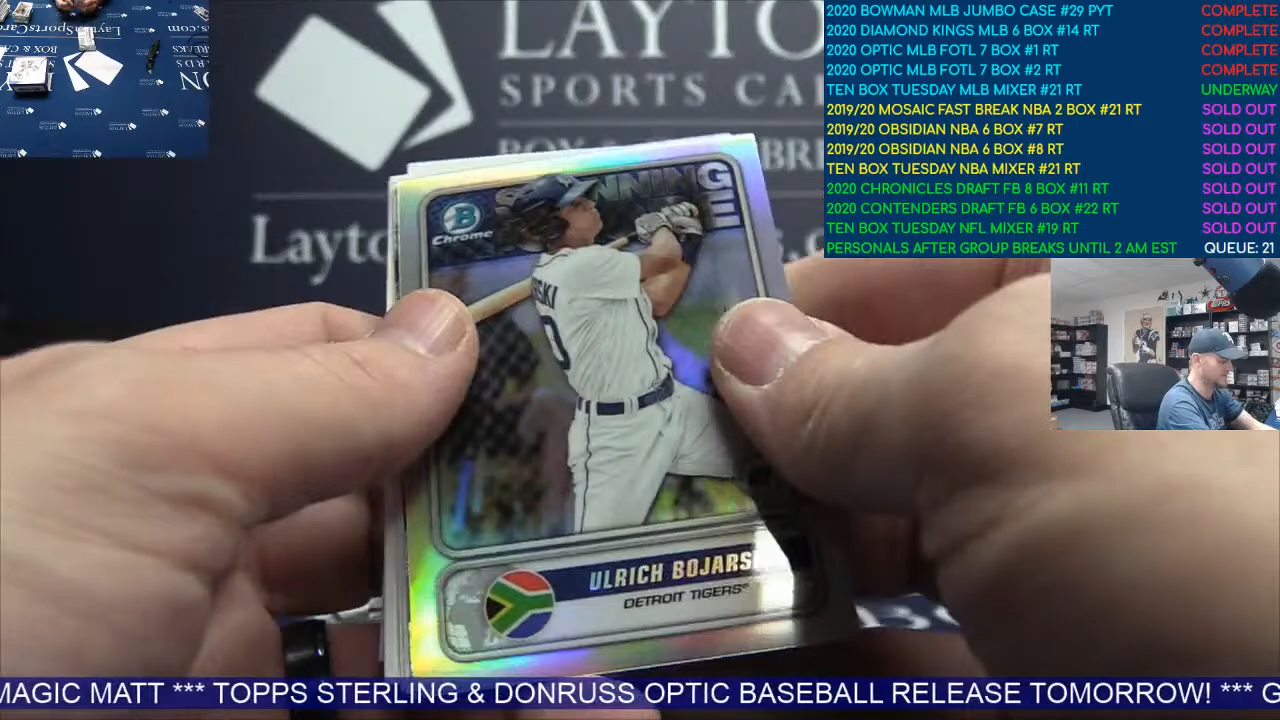 2020 BOWMAN MLB JUMBO CASE #29 PYT COMPLETE
2020 DIAMOND KINGS MLB 6 BOX #14 RT COMPLETE
2020 OPTIC MLB FOTL 7 BOX #1 RT COMPLETE
2020 OPTIC MLB FOTL 7 BOX #2 RT COMPLETE
TEN BOX TUESDAY MLB MIXER #21 RT UNDERWAY
2019/20 MOSAIC FAST BREAK NBA 2 BOX #21 RT SOLD OUT
2019/20 OBSIDIAN NBA 6 BOX #7 RT SOLD OUT
2019/20 OBSIDIAN NBA 6 BOX #8 RT SOLD OUT
TEN BOX TUESDAY NBA MIXER #21 RT SOLD OUT
2020 CHRONICLES DRAFT FB 8 BOX #11 RT SOLD OUT
2020 CONTENDERS DRAFT FB 6 BOX #22 RT SOLD OUT
TEN BOX TUESDAY NFL MIXER #19 RT SOLD OUT
PERSONALS AFTER GROUP BREAKS UNTIL 2 AM EST QUEUE: 21
LAYTO
SPORTS CA
Layto
B
Chrome
ULRICH BOJARS
DETROIT TIGERS®
MAGIC MATT *** TOPPS STERLING & DONRUSS OPTIC BASEBALL RELEASE TOMORROW! *** G